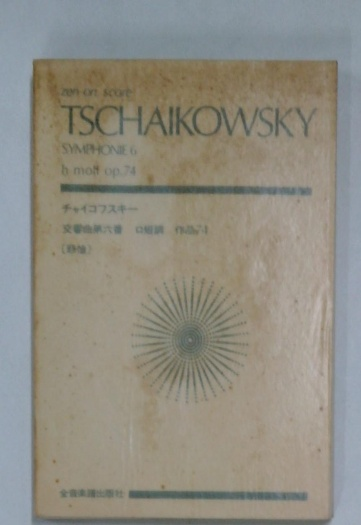 zen-on score
TSCHAIKOWSKY
SYMPHONIE 6
h moll op.74
チャイコフスキー
交響曲第六番 ロ短調 作品74
〔悲愴〕
全音楽譜出版社